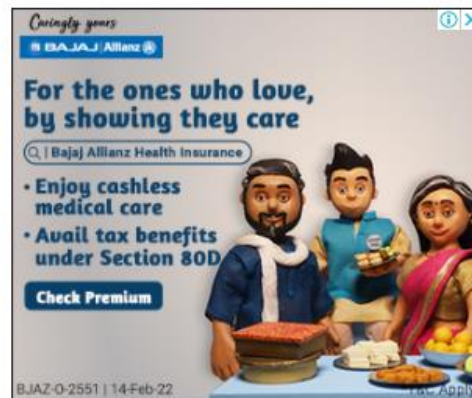 Caringly yours
B BAJAJ | Allianz
For the ones who love,
by showing they care
Bajaj Allianz Health Insurance
• Enjoy cashless
medical care
• Avail tax benefits
under Section 80D
Check Premium
BJAZ-O-2551 | 14-Feb-22
T&C Apply